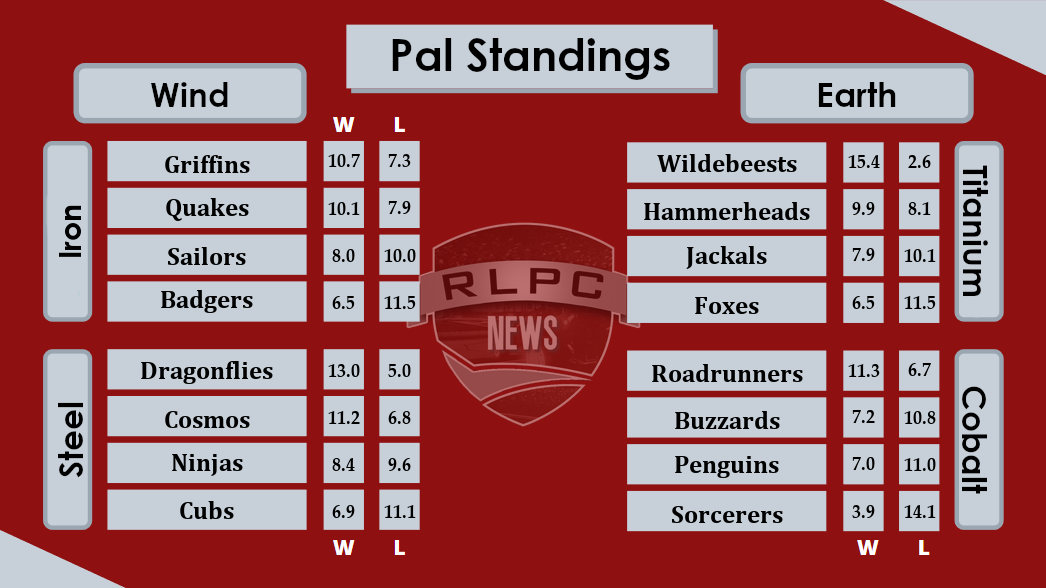 Pal Standings
Wind
W L
Iron
Griffins 10.7 7.3
Quakes 10.1 7.9
Sailors 8.0 10.0
Badgers 6.5 11.5
Steel
Dragonflies 13.0 5.0
Cosmos 11.2 6.8
Ninjas 8.4 9.6
Cubs 6.9 11.1
W L
RLPC
NEWS
Earth
Titanium
Wildebeests 15.4 2.6
Hammerheads 9.9 8.1
Jackals 7.9 10.1
Foxes 6.5 11.5
Cobalt
Roadrunners 11.3 6.7
Buzzards 7.2 10.8
Penguins 7.0 11.0
Sorcerers 3.9 14.1
W L